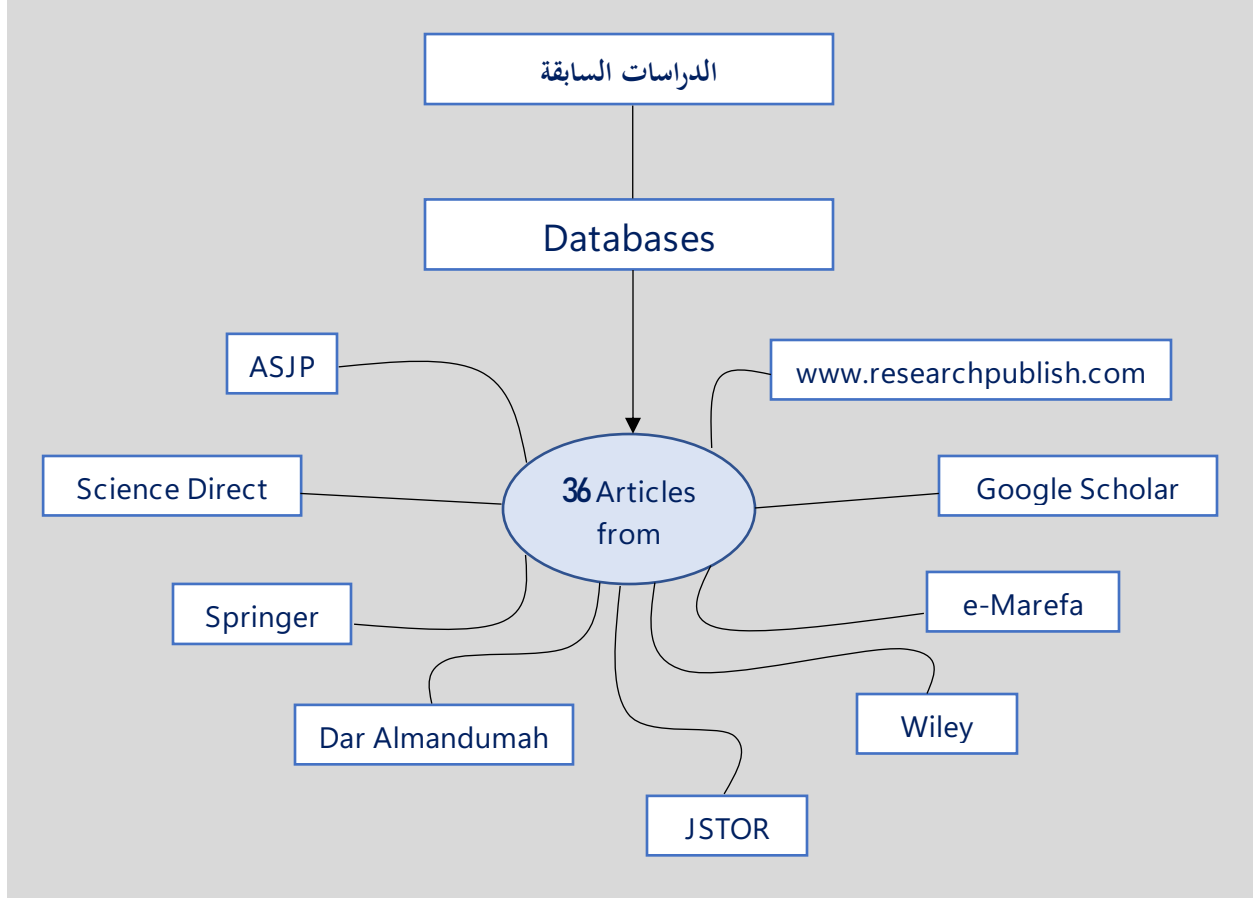 الدراسات السابقة
Databases
ASJP
www.researchpublish.com
Science Direct
36 Articles
from
Google Scholar
Springer
e-Marefa
Dar Almandumah
Wiley
JSTOR